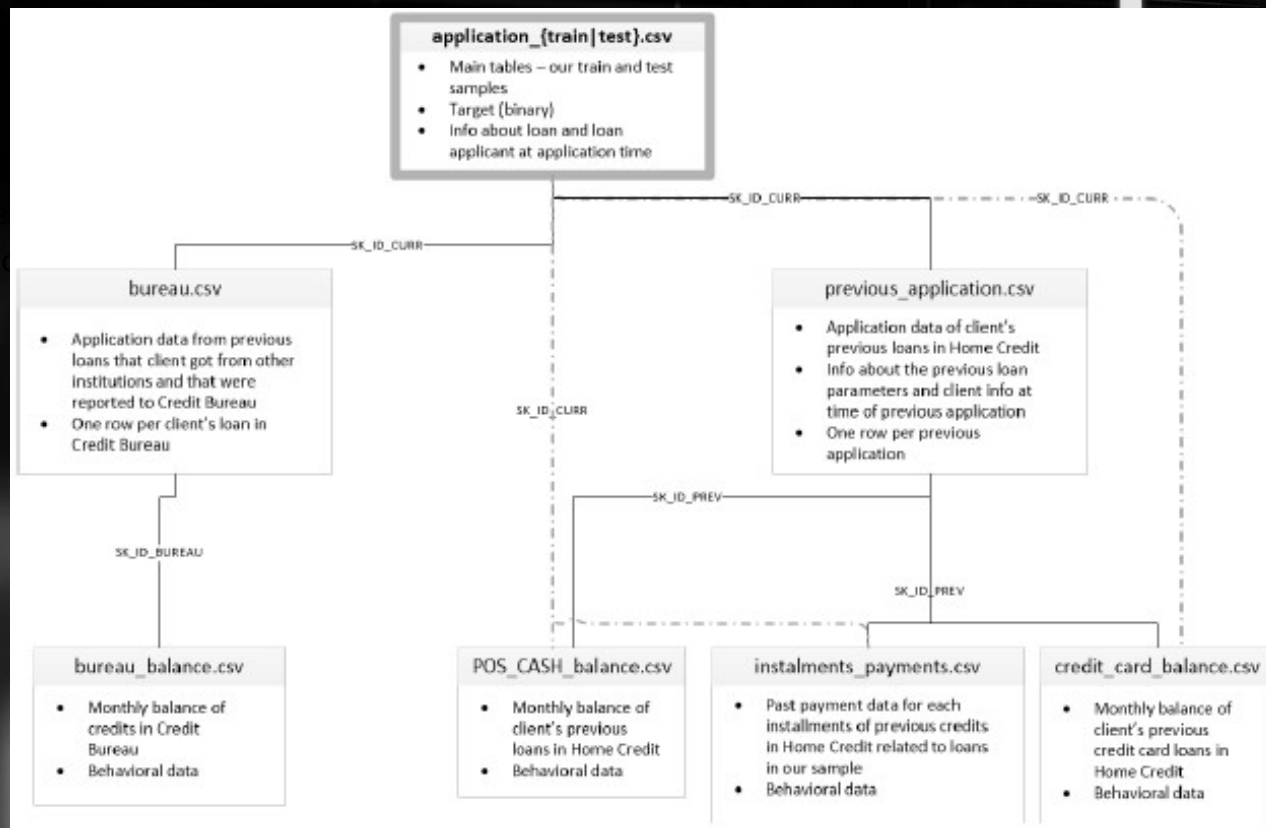 application_{train|test}.csv
• Main tables – our train and test
samples
• Target (binary)
• Info about loan and loan
applicant at application time
SK_ID_CURR
SK_ID_CURR
SK_ID_CURR
bureau.csv
• Application data from previous
loans that client got from other
institutions and that were
reported to Credit Bureau
• One row per client's loan in
Credit Bureau
previous_application.csv
• Application data of client's
previous loans in Home Credit
• Info about the previous loan
parameters and client info at
time of previous application
• One row per previous
application
SK_ID_CURR
SK_ID_PREV
SK_ID_BUREAU
SK_ID_PREV
bureau_balance.csv
• Monthly balance of
credits in Credit
Bureau
• Behavioral data
POS_CASH_balance.csv
• Monthly balance of
client's previous
loans in Home Credit
• Behavioral data
instalments_payments.csv
• Past payment data for each
installments of previous credits
in Home Credit related to loans
in our sample
• Behavioral data
credit_card_balance.csv
• Monthly balance of
client's previous
credit card loans in
Home Credit
• Behavioral data